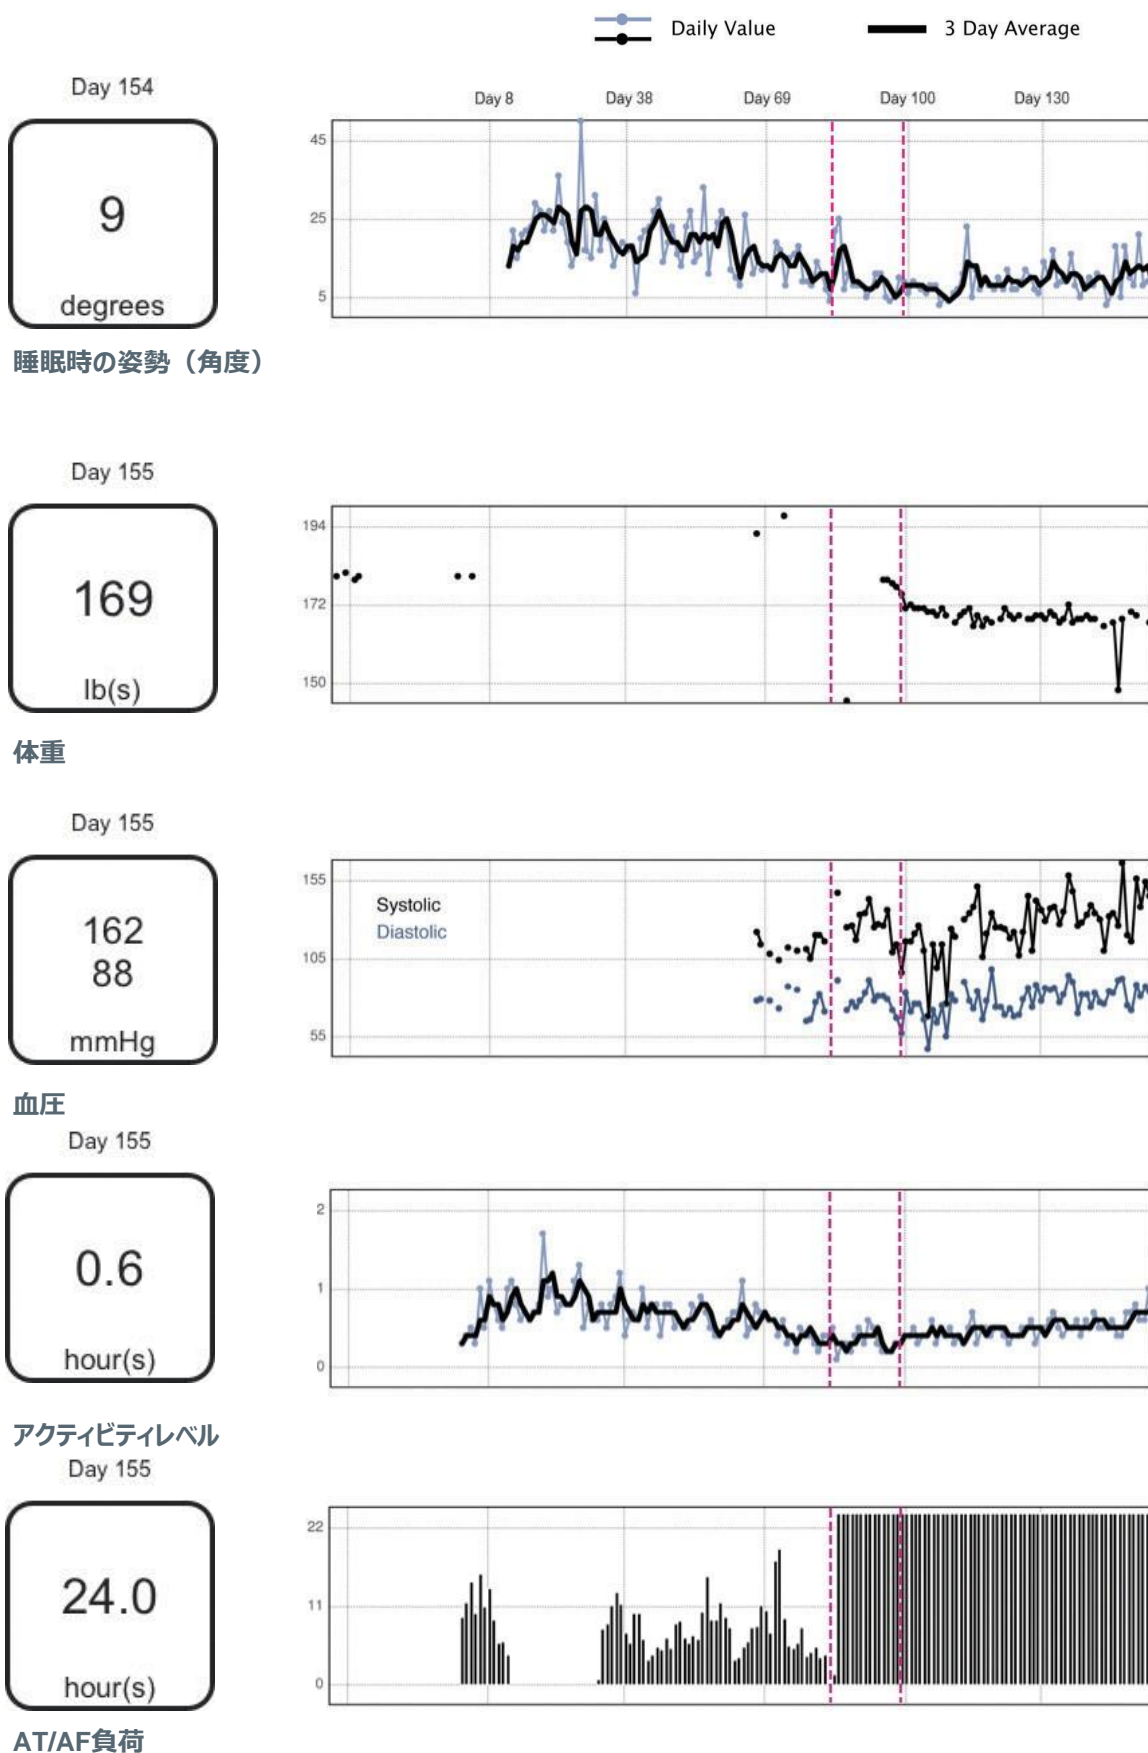 Daily Value 3 Day Average
Day 154
Day 8 Day 38 Day 69 Day 100 Day 130
45
25
5
9
degrees
睡眠時の姿勢（角度）
Day 155
194
172
150
169
lb(s)
体重
Day 155
155
105
55
Systolic
Diastolic
162
88
mmHg
血圧
Day 155
2
1
0
0.6
hour(s)
アクティビティレベル
Day 155
22
11
0
24.0
hour(s)
AT/AF負荷